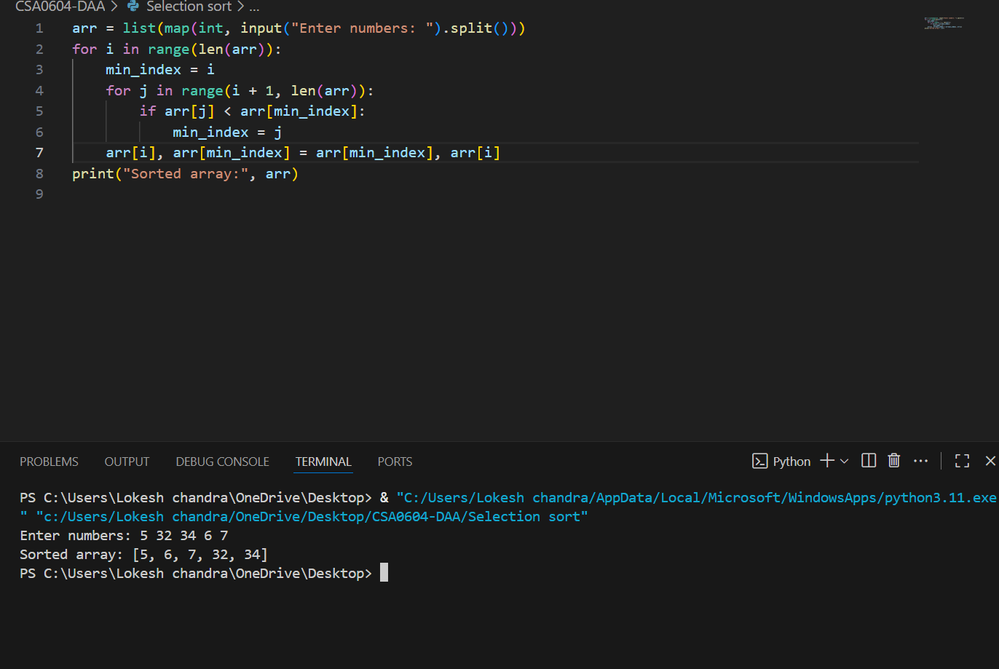 CSA0604-DAA > Selection sort > ...
1 arr = list(map(int, input("Enter numbers: ").split()))
2 for i in range(len(arr)):
3     min_index = i
4     for j in range(i + 1, len(arr)):
5         if arr[j] < arr[min_index]:
6             min_index = j
7     arr[i], arr[min_index] = arr[min_index], arr[i]
8 print("Sorted array:", arr)
9
PROBLEMS OUTPUT DEBUG CONSOLE TERMINAL PORTS Python
PS C:\Users\Lokesh chandra\OneDrive\Desktop> & "C:/Users/Lokesh chandra/AppData/Local/Microsoft/WindowsApps/python3.11.exe
" "c:/Users/Lokesh chandra/OneDrive/Desktop/CSA0604-DAA/Selection sort"
Enter numbers: 5 32 34 6 7
Sorted array: [5, 6, 7, 32, 34]
PS C:\Users\Lokesh chandra\OneDrive\Desktop>